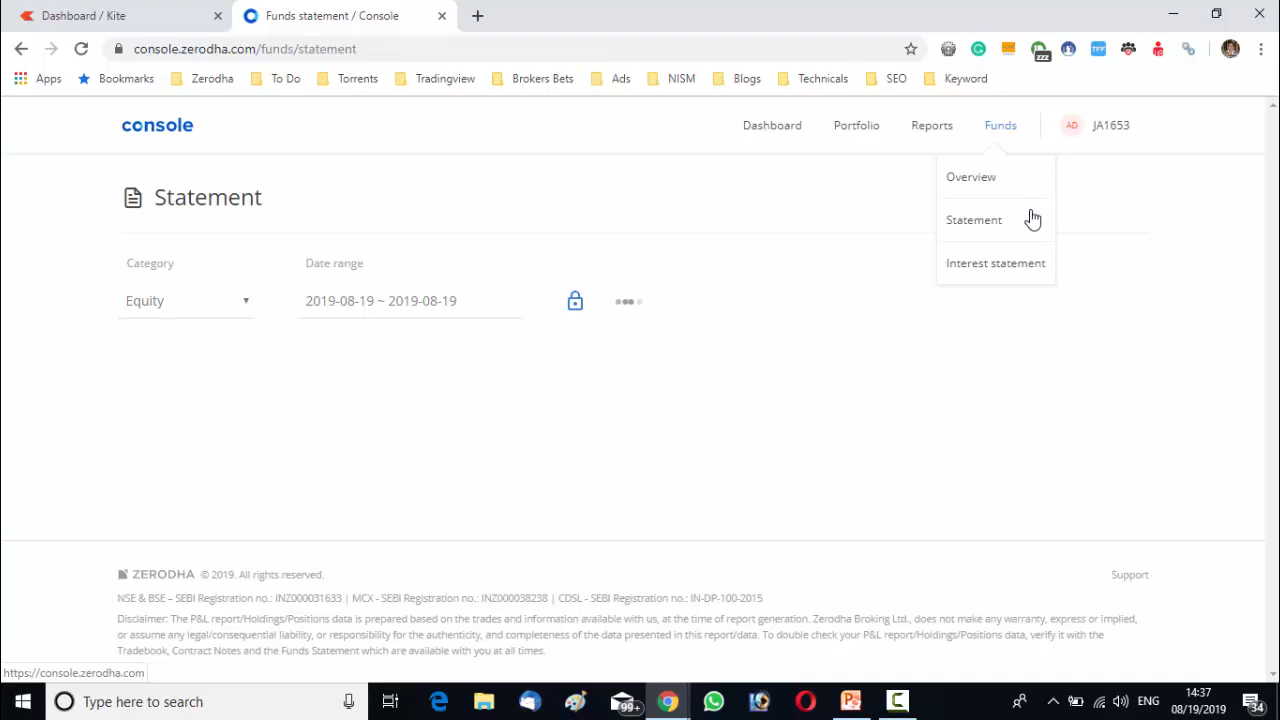 Dashboard / Kite
Funds statement / Console
console.zerodha.com/funds/statement
Apps
Bookmarks
Zerodha
To Do
Torrents
Tradingview
Brokers Bets
Ads
NISM
Blogs
Technicals
SEO
Keyword
console
Dashboard
Portfolio
Reports
Funds
AD
JA1653
Overview
Statement
Interest statement
Statement
Category
Date range
Equity
2019-08-19 ~ 2019-08-19
ZERODHA © 2019. All rights reserved.
Support
NSE & BSE – SEBI Registration no.: INZ000031633 | MCX - SEBI Registration no.: INZ000038238 | CDSL - SEBI Registration no.: IN-DP-100-2015
Disclaimer: The P&L report/Holdings/Positions data is prepared based on the trades and information available with us, at the time of report generation. Zerodha Broking Ltd., does not make any warranty, express or implied,
or assume any legal/consequential liability, or responsibility for the authenticity, and completeness of the data presented in this report/data. To double check your P&L report/Holdings/Positions data, verify it with the
Tradebook, Contract Notes and the Funds Statement which are available with you at all times.
https://console.zerodha.com
Type here to search
99+
ENG
14:37
08/19/2019
34